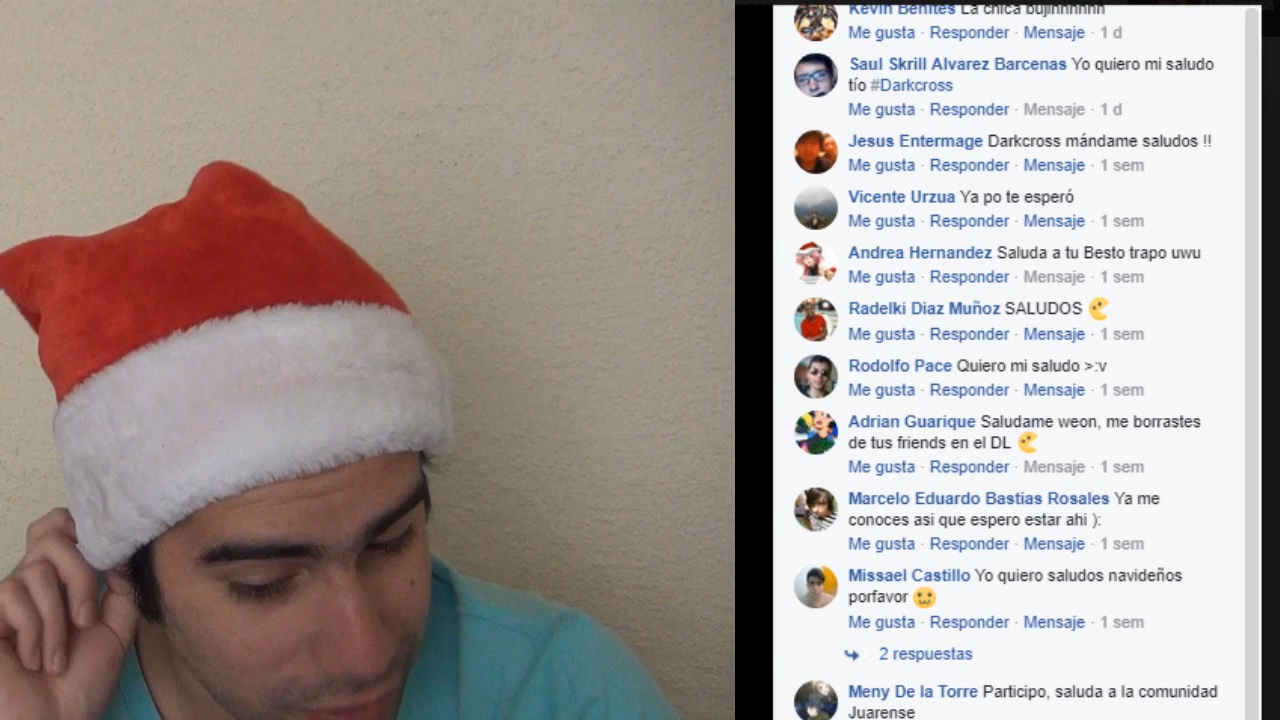 Kevin Benites La chica bujinnnnnn
Me gusta · Responder · Mensaje · 1 d
Saul Skrill Alvarez Barcenas Yo quiero mi saludo
tío #Darkcross
Me gusta · Responder · Mensaje · 1 d
Jesus Entermage Darkcross mándame saludos !!
Me gusta · Responder · Mensaje · 1 sem
Vicente Urzua Ya po te esperó
Me gusta · Responder · Mensaje · 1 sem
Andrea Hernandez Saluda a tu Besto trapo uwu
Me gusta · Responder · Mensaje · 1 sem
Radelki Diaz Muñoz SALUDOS
Me gusta · Responder · Mensaje · 1 sem
Rodolfo Pace Quiero mi saludo >:v
Me gusta · Responder · Mensaje · 1 sem
Adrian Guarique Saludame weon, me borrastes
de tus friends en el DL
Me gusta · Responder · Mensaje · 1 sem
Marcelo Eduardo Bastias Rosales Ya me
conoces asi que espero estar ahi ):
Me gusta · Responder · Mensaje · 1 sem
Missael Castillo Yo quiero saludos navideños
porfavor
Me gusta · Responder · Mensaje · 1 sem
2 respuestas
Meny De la Torre Participo, saluda a la comunidad
Juarense